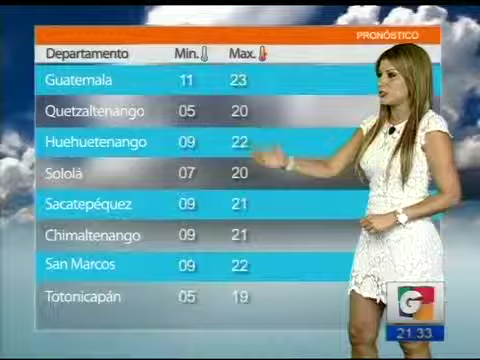 PRONÓSTICO
Departamento Min. Max.
Guatemala 11 23
Quetzaltenango 05 20
Huehuetenango 09 22
Sololá 07 20
Sacatepéquez 09 21
Chimaltenango 09 21
San Marcos 09 22
Totonicapán 05 19
G
21:33